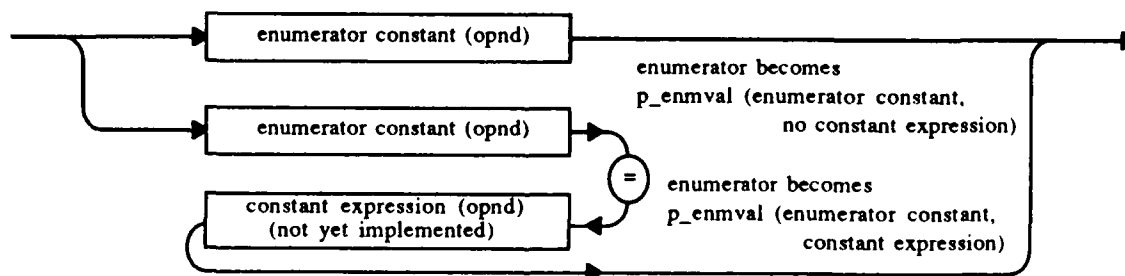 enumerator constant (opnd)
enumerator becomes
p_enmval (enumerator constant,
no constant expression)
enumerator constant (opnd)
=
enumerator becomes
p_enmval (enumerator constant,
constant expression)
constant expression (opnd)
(not yet implemented)